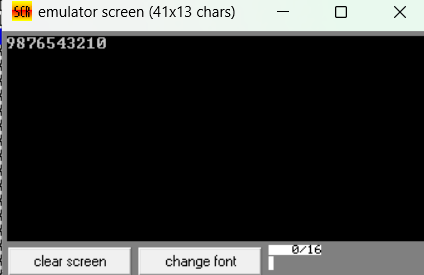 emulator screen (41x13 chars)
9876543210
clear screen
change font
0/16